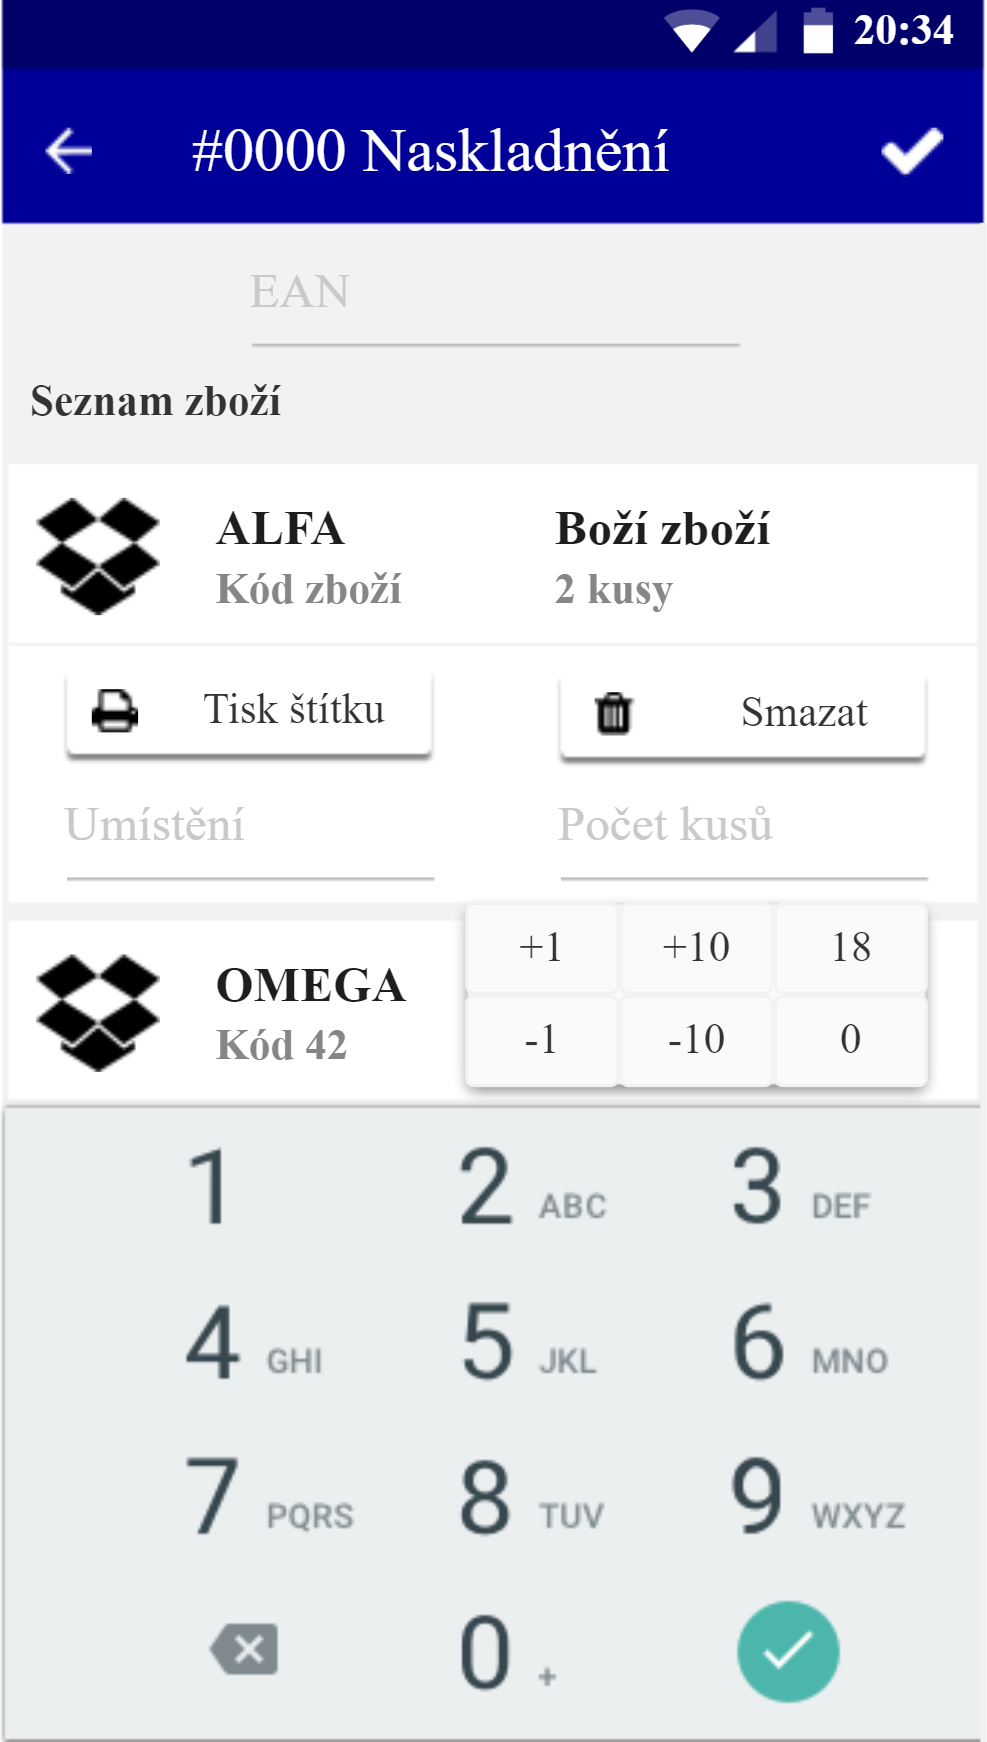 20:34
#0000 Naskladnění
EAN
Seznam zboží
ALFA Boží zboží
Kód zboží 2 kusy
Tisk štítku Smazat
Umístění Počet kusů
+1 +10 18
OMEGA
Kód 42
-1 -10 0
1 2 ABC 3 DEF
4 GHI 5 JKL 6 MNO
7 PQRS 8 TUV 9 WXYZ
0 +